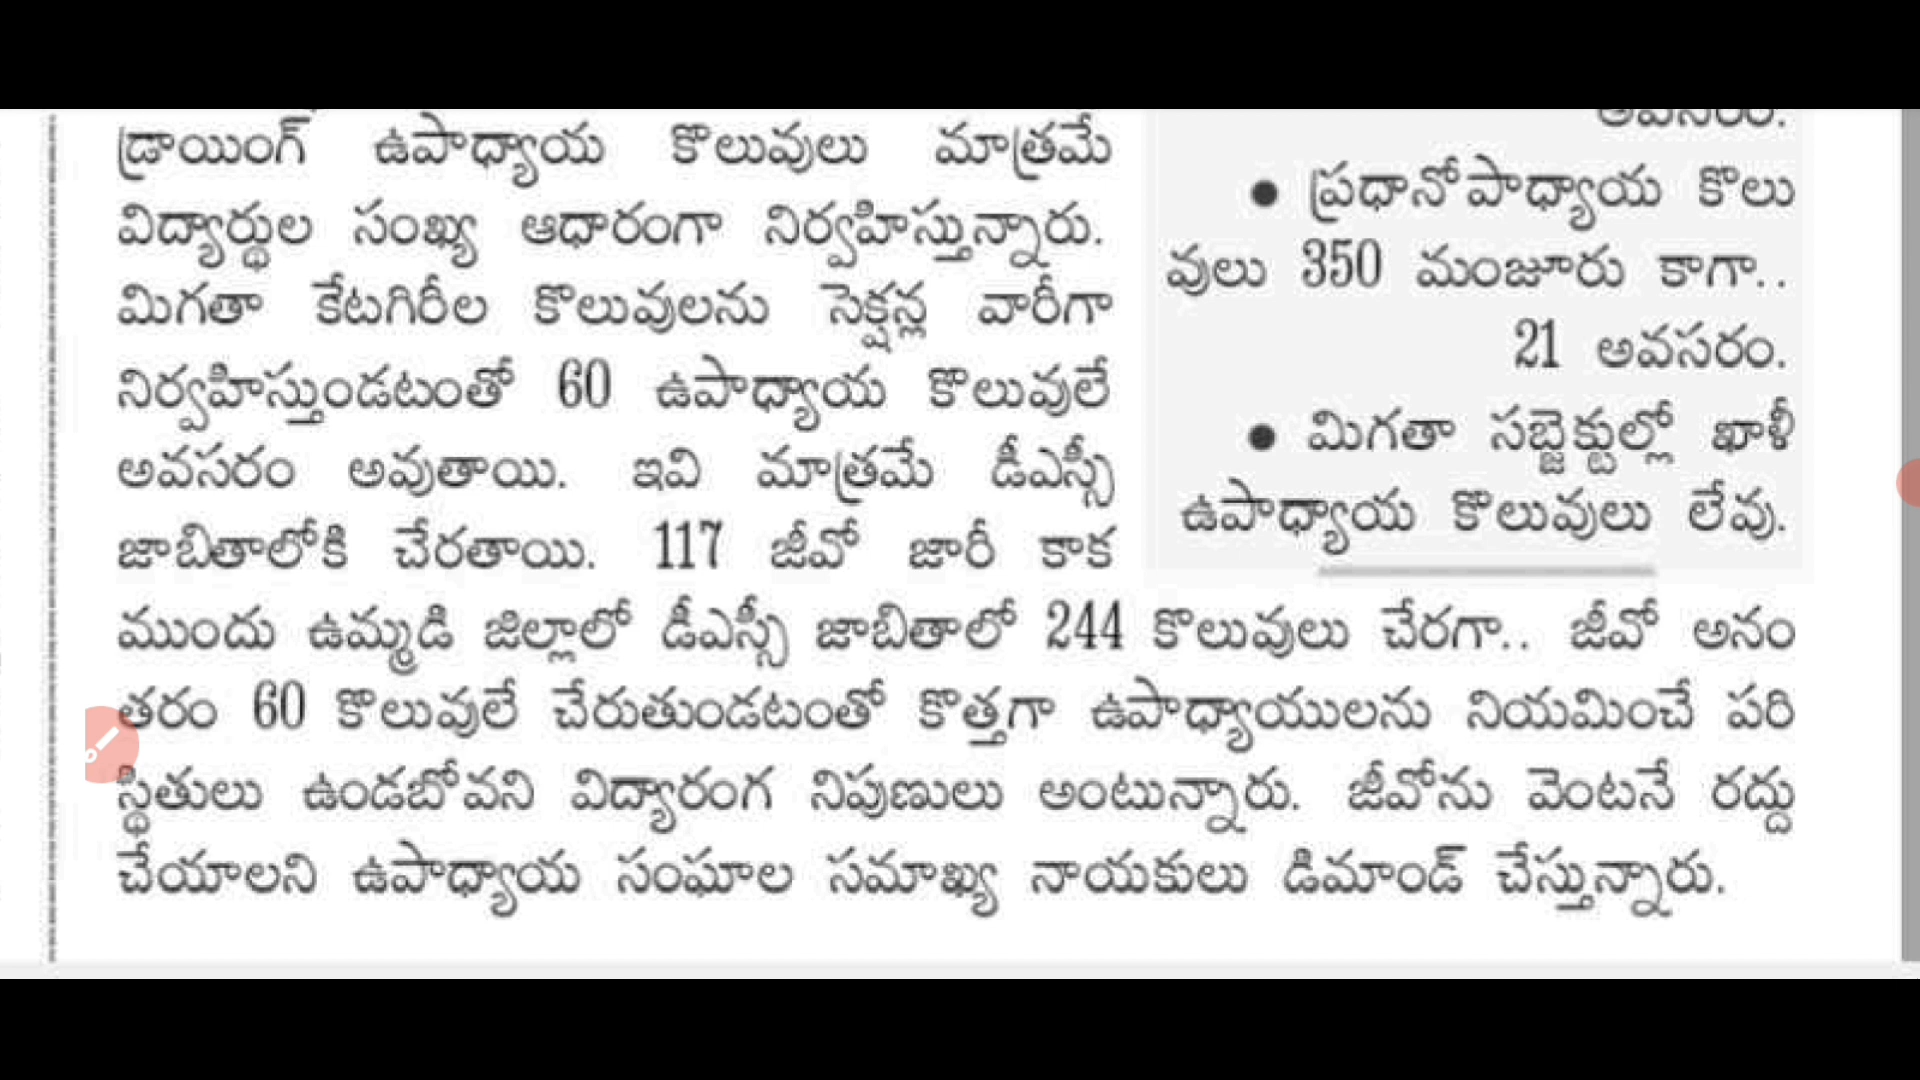 డ్రాయింగ్ ఉపాధ్యాయ కొలువులు మాత్రమే
విద్యార్థుల సంఖ్య ఆధారంగా నిర్వహిస్తున్నారు.
మిగతా కేటగిరీల కొలువులను సెక్షన్ల వారీగా
నిర్వహిస్తుండటంతో 60 ఉపాధ్యాయ కొలువులే
అవసరం అవుతాయి. ఇవి మాత్రమే డీఎస్సీ
జాబితాలోకి చేరతాయి. 117 జీవో జారీ కాక
ముందు ఉమ్మడి జిల్లాలో డీఎస్సీ జాబితాలో 244 కొలువులు చేరగా.. జీవో అనం
తరం 60 కొలువులే చేరుతుండటంతో కొత్తగా ఉపాధ్యాయులను నియమించే పరి
స్థితులు ఉండబోవని విద్యారంగ నిపుణులు అంటున్నారు. జీవోను వెంటనే రద్దు
చేయాలని ఉపాధ్యాయ సంఘాల సమాఖ్య నాయకులు డిమాండ్ చేస్తున్నారు.
అవసరం.
• ప్రధానోపాధ్యాయ కొలు
వులు 350 మంజూరు కాగా..
21 అవసరం.
• మిగతా సబ్జెక్టుల్లో ఖాళీ
ఉపాధ్యాయ కొలువులు లేవు.